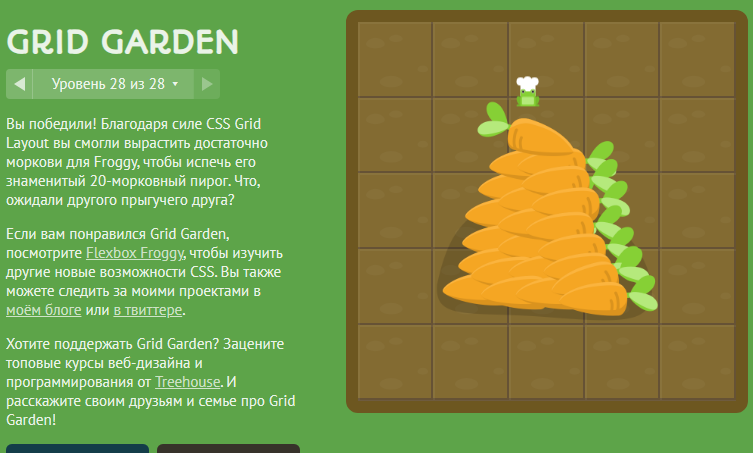 GRID GARDEN
Уровень 28 из 28
Вы победили! Благодаря силе CSS Grid
Layout вы смогли вырастить достаточно
моркови для Froggy, чтобы испечь его
знаменитый 20-морковный пирог. Что,
ожидали другого прыгучего друга?
Если вам понравился Grid Garden,
посмотрите Flexbox Froggy, чтобы изучить
другие новые возможности CSS. Вы также
можете следить за моими проектами в
моём блоге или в твиттере.
Хотите поддержать Grid Garden? Зацените
топовые курсы веб-дизайна и
программирования от Treehouse. И
расскажите своим друзьям и семье про Grid
Garden!